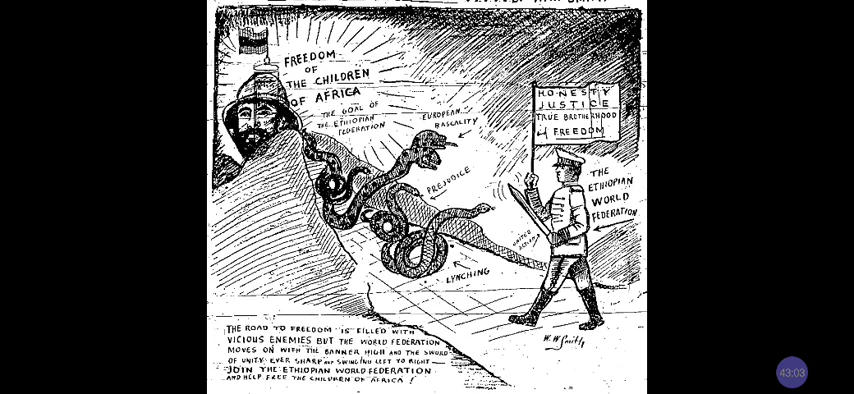 FREEDOM
OF
THE CHILDREN
OF AFRICA
THE GOAL OF
THE ETHIOPIAN
FEDERATION
EUROPEAN
RASCALITY
PREJUDICE
LYNCHING
HONESTY
JUSTICE
TRUE BROTHERHOOD
& FREEDOM
THE
ETHIOPIAN
WORLD
FEDERATION
UNITED
ACTION
W.W Smith
THE ROAD TO FREEDOM IS FILLED WITH
VICIOUS ENEMIES BUT THE WORLD FEDERATION
MOVES ON WITH THE BANNER HIGH AND THE SWORD
OF UNITY EVER SHARP AND SWINGING LEFT TO RIGHT—
JOIN THE ETHIOPIAN WORLD FEDERATION
AND HELP FREE THE CHILDREN OF AFRICA!
43:03